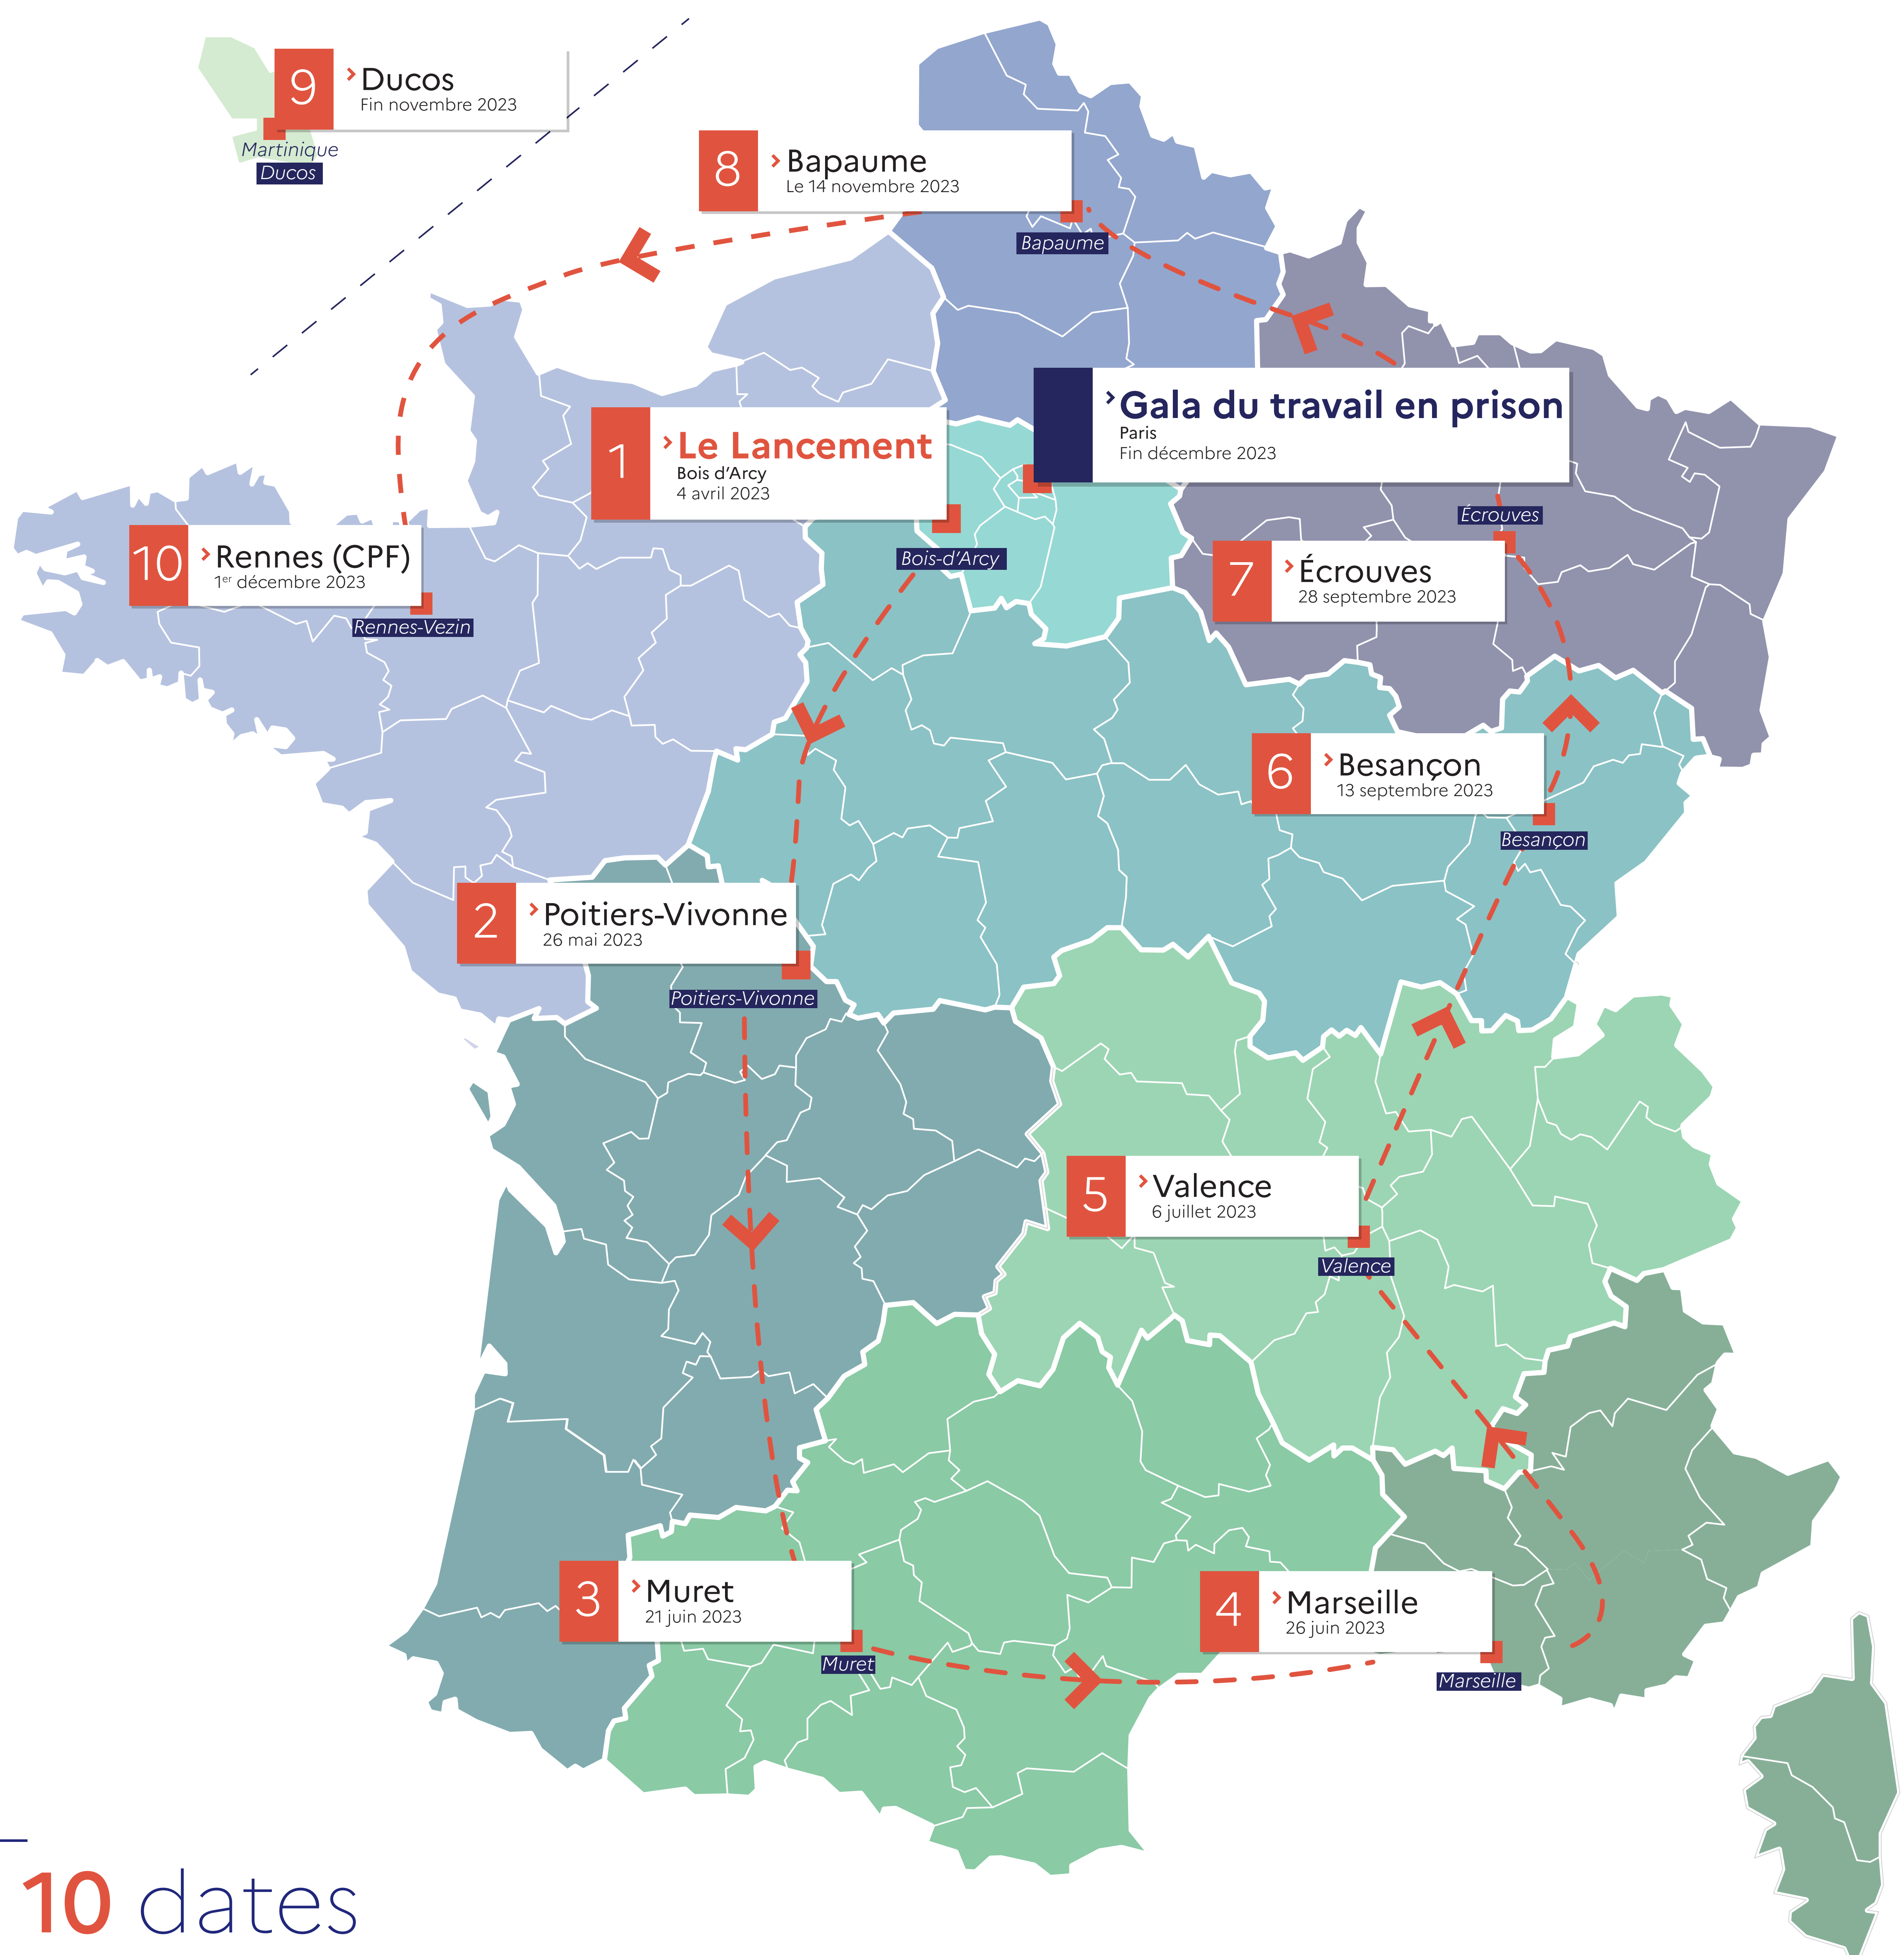 9
Ducos
Fin novembre 2023
Martinique
Ducos
8
Bapaume
Le 14 novembre 2023
Bapaume
Gala du travail en prison
Paris
Fin décembre 2023
1
Le Lancement
Bois d’Arcy
4 avril 2023
Bois-d’Arcy
Écrouves
7
Écrouves
28 septembre 2023
10
Rennes (CPF)
1er décembre 2023
Rennes-Vezin
6
Besançon
13 septembre 2023
Besançon
2
Poitiers-Vivonne
26 mai 2023
Poitiers-Vivonne
5
Valence
6 juillet 2023
Valence
3
Muret
21 juin 2023
Muret
4
Marseille
26 juin 2023
Marseille
10 dates